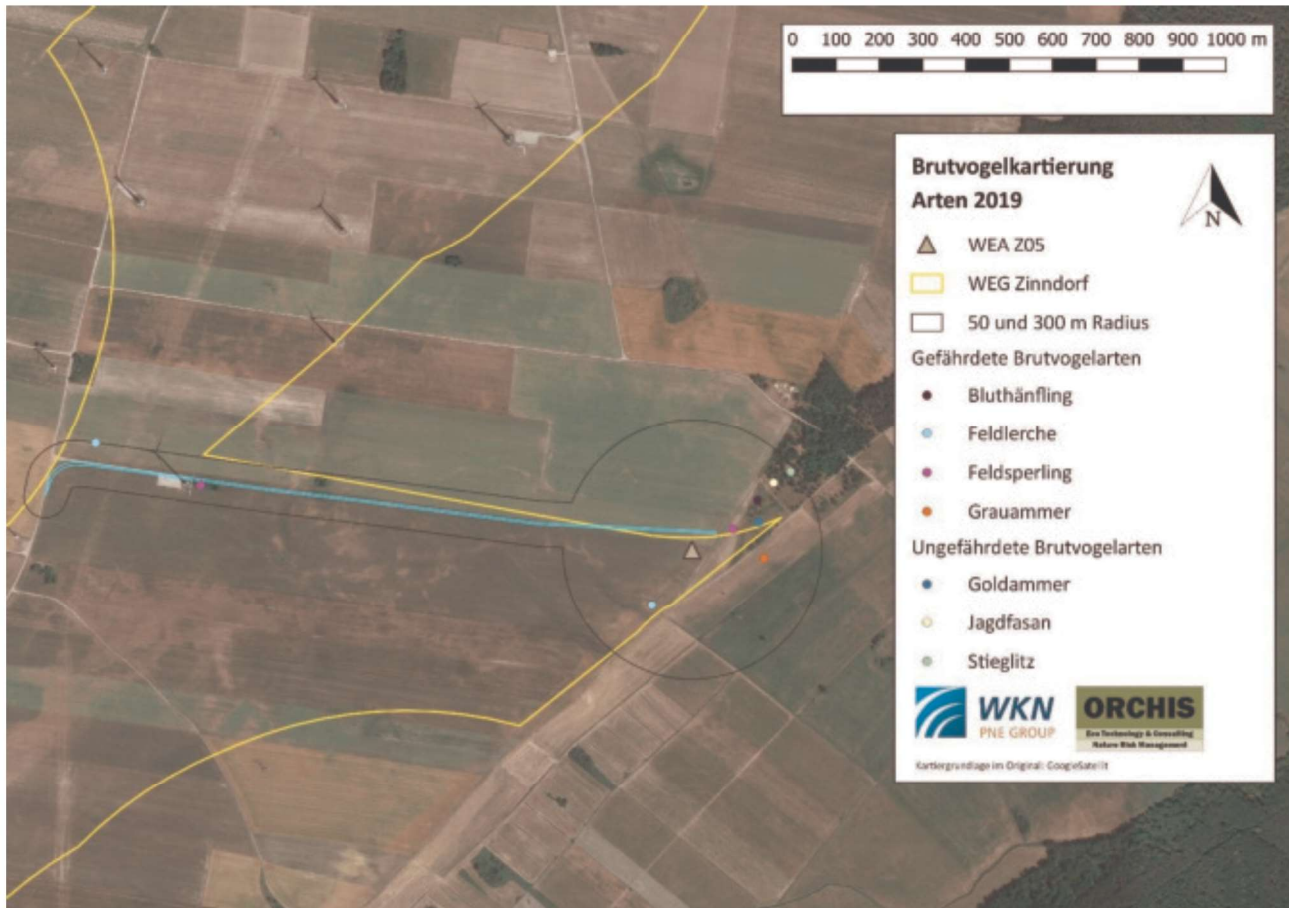 0 100 200 300 400 500 600 700 800 900 1000 m
Brutvogelkartierung
Arten 2019
N
WEA Z05
WEG Zinndorf
50 und 300 m Radius
Gefährdete Brutvogelarten
Bluthänfling
Feldlerche
Feldsperling
Grauammer
Ungefährdete Brutvogelarten
Goldammer
Jagdfasan
Stieglitz
WKN
PNE GROUP
ORCHIS
Eco Technology & Consulting
Nature Risk Management
Kartiergrundlage im Original: GoogleSatellit